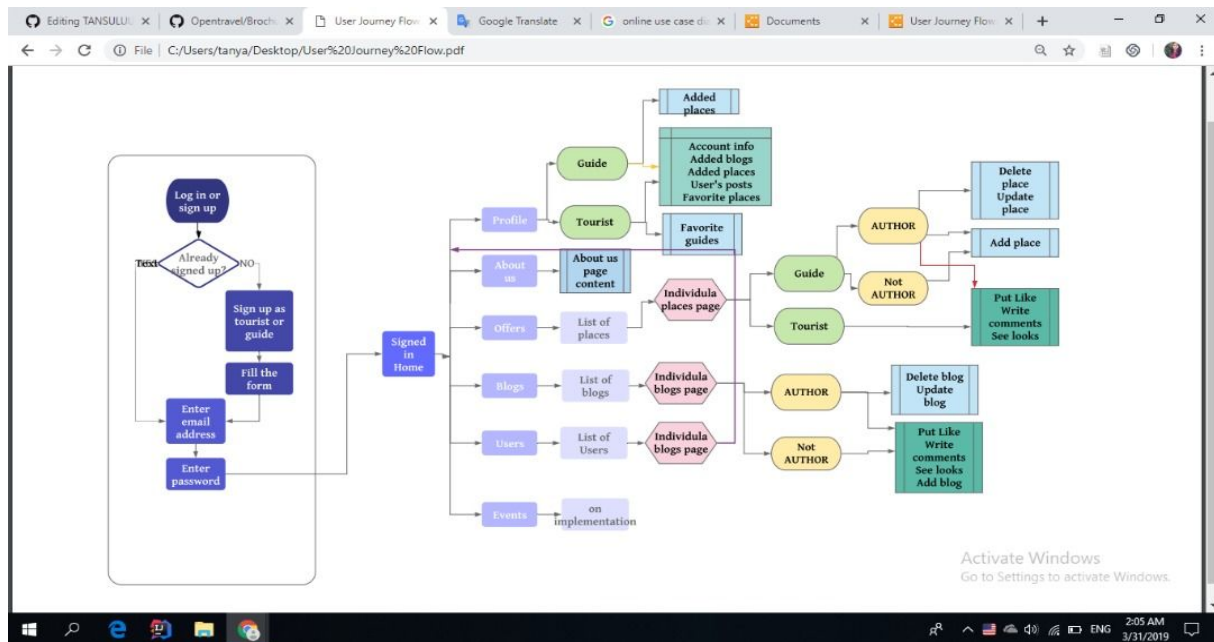 Editing TANSULUU
Opentravel/Brochu
User Journey Flow
Google Translate
online use case dia
Documents
User Journey Flow
File | C:/Users/tanya/Desktop/User%20Journey%20Flow.pdf
Log in or
sign up
Already
signed up?
NO
Sign up as
tourist or
guide
Fill the
form
Enter
email
address
Enter
password
Signed
in
Home
Profile
Guide
Tourist
Added
places
Account info
Added blogs
Added places
User's posts
Favorite places
Favorite
guides
About
us
About us
page
content
Offers
List of
places
Individula
places page
Guide
Tourist
AUTHOR
Not
AUTHOR
Delete
place
Update
place
Add place
Put Like
Write
comments
See looks
Blogs
List of
blogs
Individula
blogs page
AUTHOR
Not
AUTHOR
Delete blog
Update
blog
Put Like
Write
comments
See looks
Add blog
Users
List of
Users
Individula
blogs page
Events
on
implementation
Activate Windows
Go to Settings to activate Windows.
ENG
2:05 AM
3/31/2019